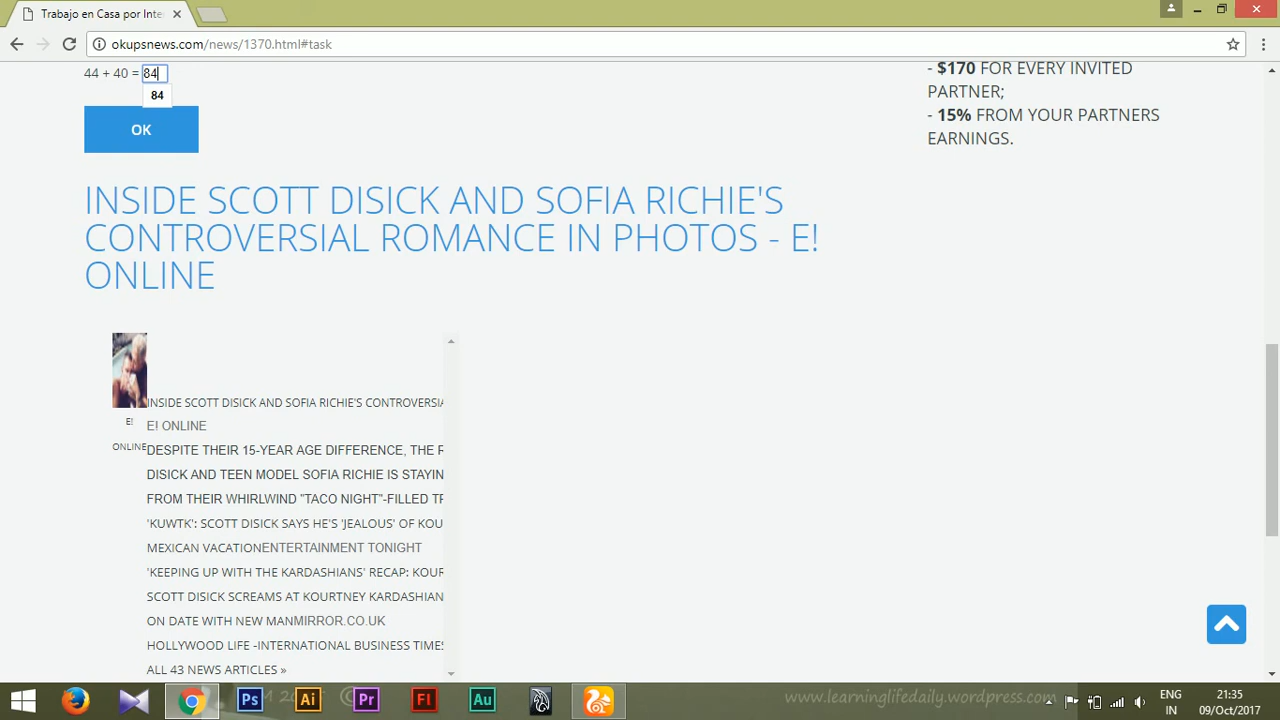 Trabajo en Casa por Inter
okupsnews.com/news/1370.html#task
44 + 40 = 84
84
OK
- $170 FOR EVERY INVITED
PARTNER;
- 15% FROM YOUR PARTNERS
EARNINGS.
INSIDE SCOTT DISICK AND SOFIA RICHIE'S
CONTROVERSIAL ROMANCE IN PHOTOS - E!
ONLINE
INSIDE SCOTT DISICK AND SOFIA RICHIE'S CONTROVERSIA
E! ONLINE
E!
ONLINE
DESPITE THEIR 15-YEAR AGE DIFFERENCE, THE R
DISICK AND TEEN MODEL SOFIA RICHIE IS STAYIN
FROM THEIR WHIRLWIND "TACO NIGHT"-FILLED TR
'KUWTK': SCOTT DISICK SAYS HE'S 'JEALOUS' OF KOU
MEXICAN VACATIONENTERTAINMENT TONIGHT
'KEEPING UP WITH THE KARDASHIANS' RECAP: KOUR
SCOTT DISICK SCREAMS AT KOURTNEY KARDASHIAN
ON DATE WITH NEW MANMIRROR.CO.UK
HOLLYWOOD LIFE -INTERNATIONAL BUSINESS TIMES
ALL 43 NEWS ARTICLES »
Ps
Ai
Pr
Fl
Au
www.learninglifedaily.wordpress.com
ENG
IN
21:35
09/Oct/2017